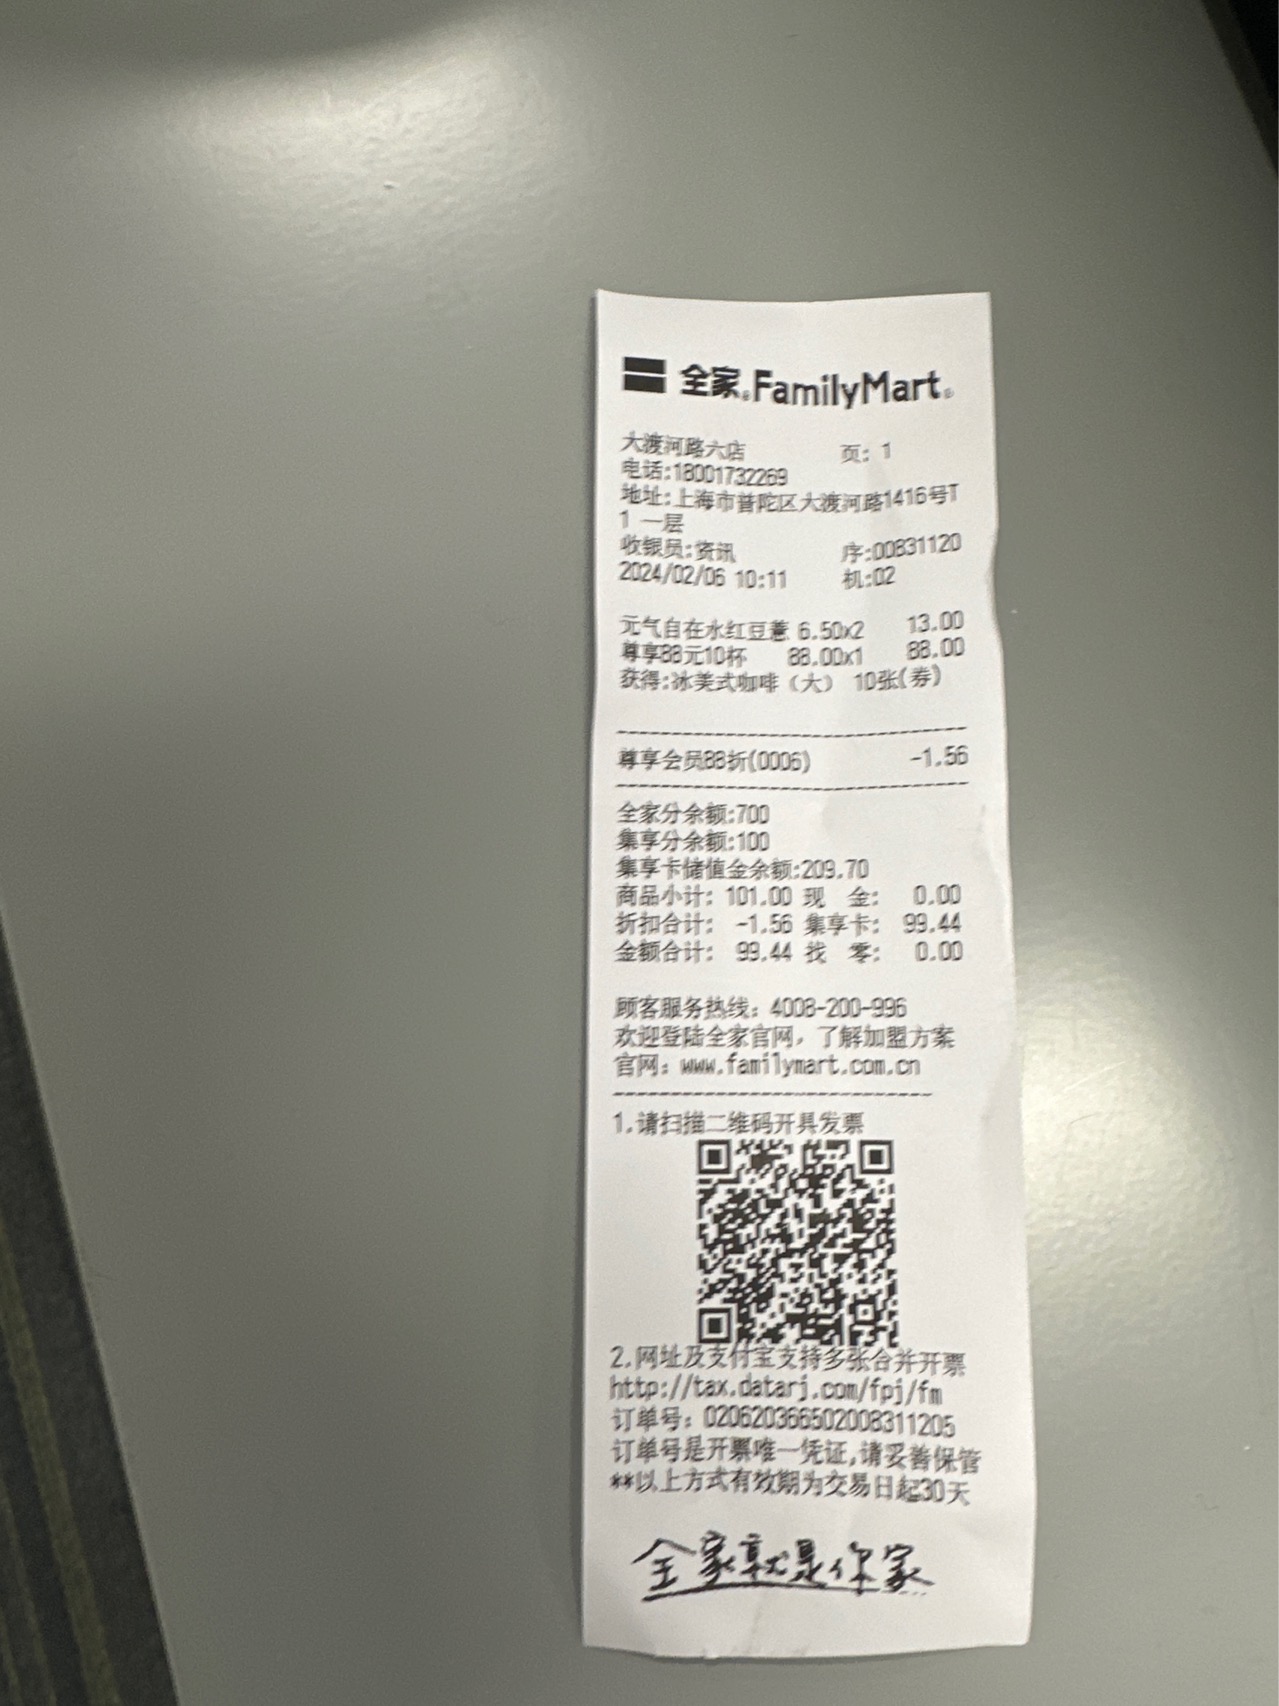 全家 FamilyMart
大渡河路六店 页: 1
电话:18001732269
地址:上海市普陀区大渡河路1416号T
1 一层
收银员:资讯 序:00831120
2024/02/06 10:11 机:02
元气自在水红豆薏 6.50x2 13.00
尊享88元10杯 88.00x1 88.00
获得:冰美式咖啡（大） 10张(券)
尊享会员88折(0006) -1.56
全家分余额:700
集享分余额:100
集享卡储值金余额:209.70
商品小计: 101.00 现 金: 0.00
折扣合计: -1.56 集享卡: 99.44
金额合计: 99.44 找 零: 0.00
顾客服务热线：4008-200-996
欢迎登陆全家官网，了解加盟方案
官网：www.familymart.com.cn
1.请扫描二维码开具发票
2.网址及支付宝支持多张合并开票
http://tax.datarj.com/fpj/fm
订单号：020620366502008311205
订单号是开票唯一凭证,请妥善保管
**以上方式有效期为交易日起30天
全家就是你家